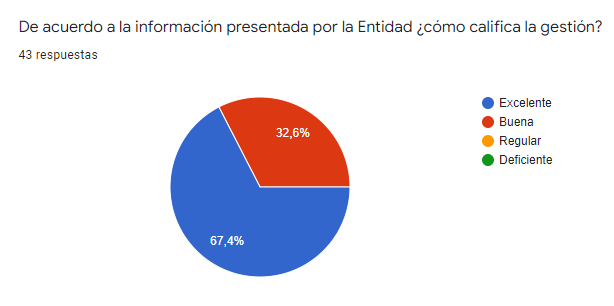 De acuerdo a la información presentada por la Entidad ¿cómo califica la gestión?
43 respuestas
Excelente
Buena
Regular
Deficiente
32,6%
67,4%